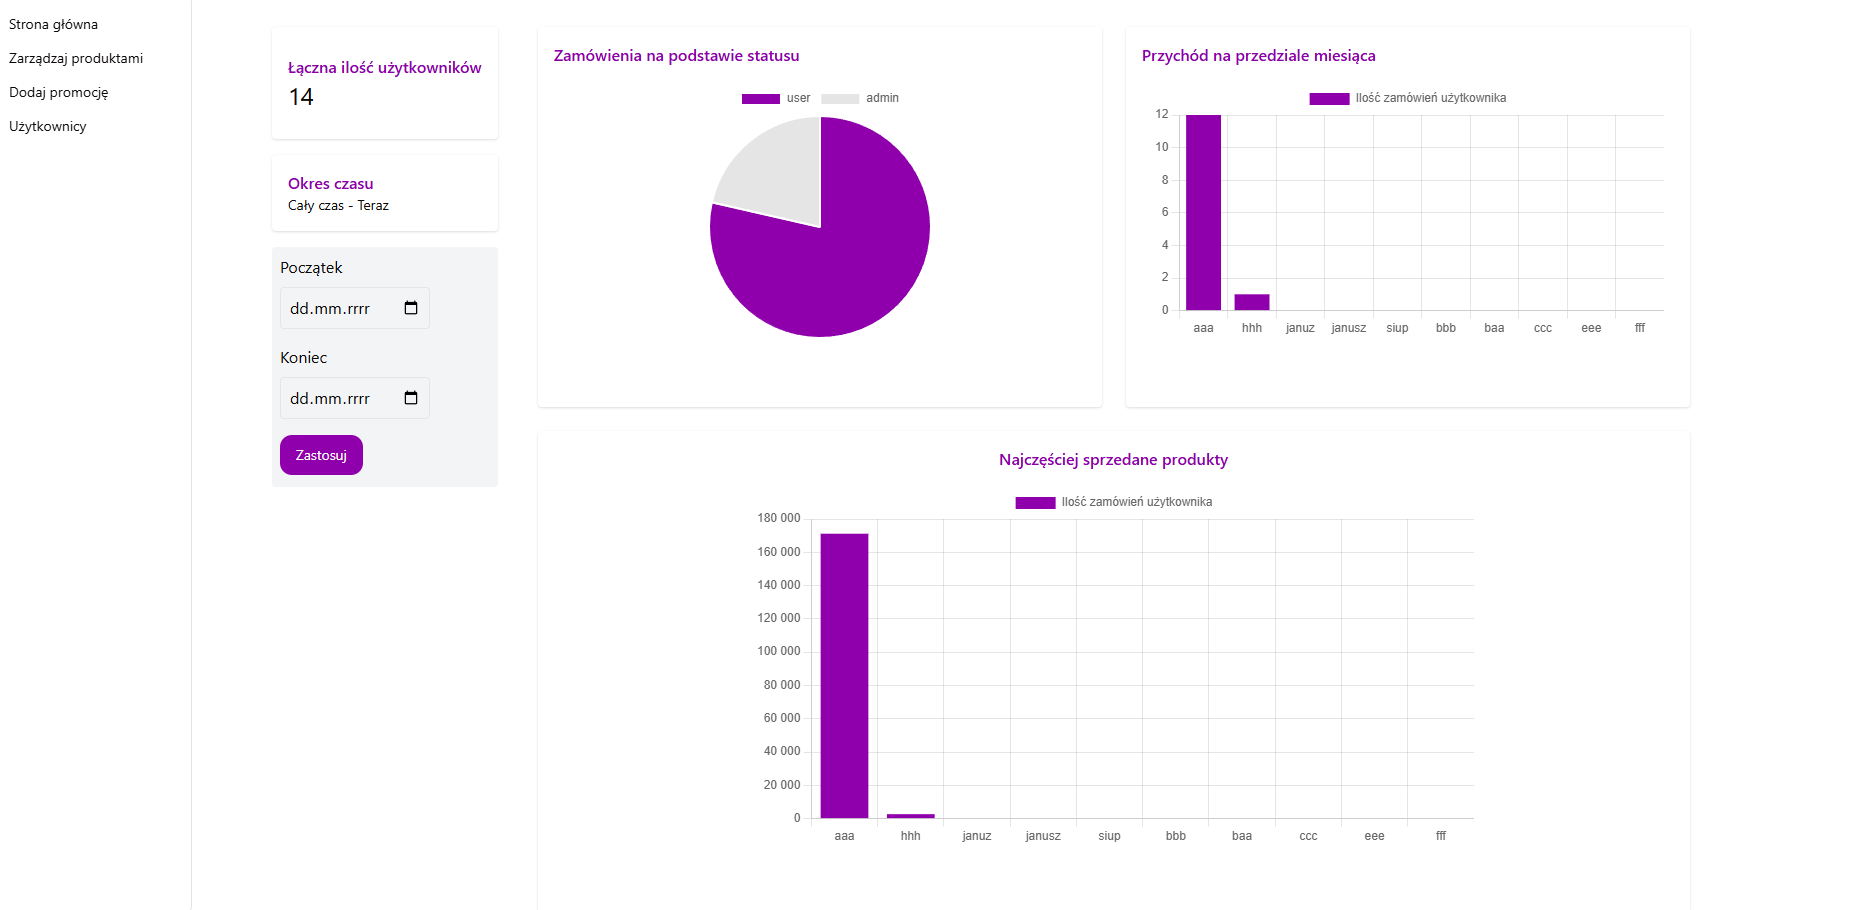 Strona główna
Zarządzaj produktami
Dodaj promocję
Użytkownicy
Łączna ilość użytkowników
14
Okres czasu
Cały czas - Teraz
Początek
dd.mm.rrrr
Koniec
dd.mm.rrrr
Zastosuj
Zamówienia na podstawie statusu
user admin
Przychód na przedziale miesiąca
Ilość zamówień użytkownika
12
10
8
6
4
2
0
aaa hhh januz janusz siup bbb baa ccc eee fff
Najczęściej sprzedane produkty
Ilość zamówień użytkownika
180 000
160 000
140 000
120 000
100 000
80 000
60 000
40 000
20 000
0
aaa hhh januz janusz siup bbb baa ccc eee fff